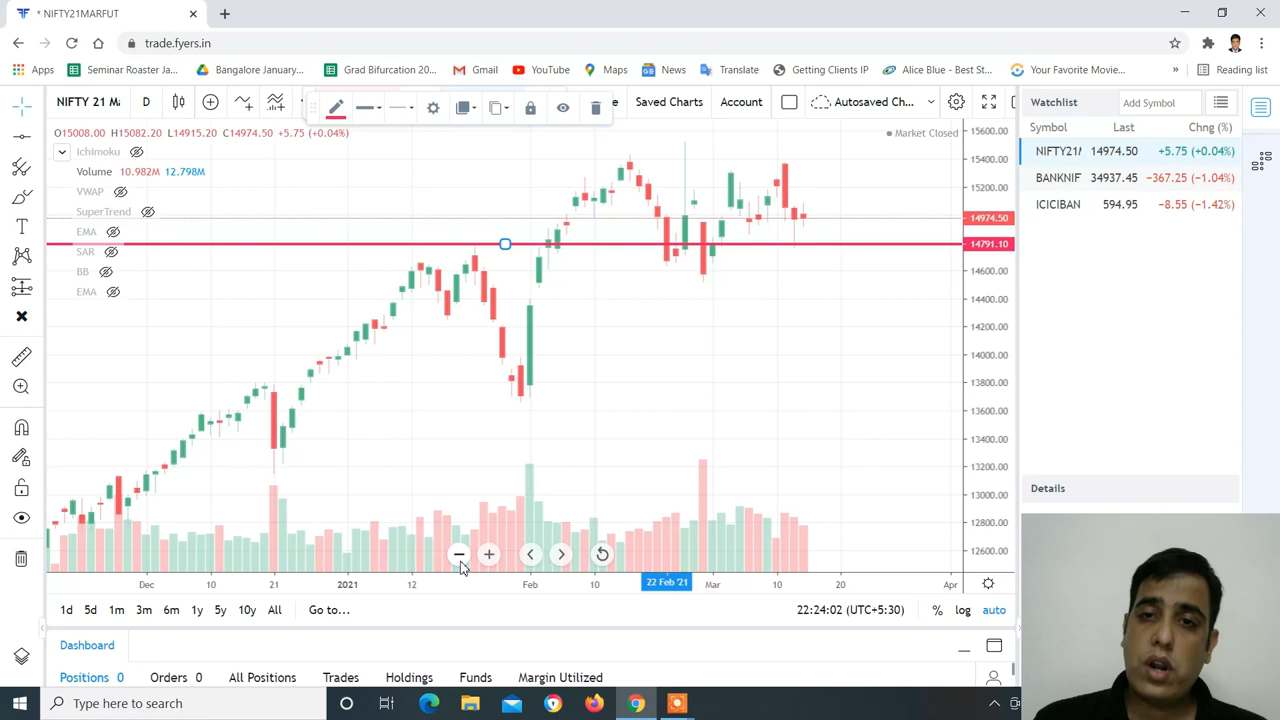 * NIFTY21MARFUT
trade.fyers.in
Apps Seminar Roaster Ja... Bangalore January... Grad Bifurcation 20... Gmail YouTube Maps News Translate Getting Clients IP Alice Blue - Best St... Your Favorite Movie... » Reading list
NIFTY 21 Ma D Saved Charts Account Autosaved Ch... Watchlist Add Symbol
Symbol Last Chng (%)
O15008.00 H15082.20 L14915.20 C14974.50 +5.75 (+0.04%) Market Closed
NIFTY21M 14974.50 +5.75 (+0.04%)
BANKNIF 34937.45 −367.25 (−1.04%)
ICICIBAN 594.95 −8.55 (−1.42%)
Ichimoku
Volume 10.982M 12.798M
VWAP
SuperTrend
EMA
SAR
BB
EMA
15600.00
15400.00
15200.00
14974.50
14791.10
14600.00
14400.00
14200.00
14000.00
13800.00
13600.00
13400.00
13200.00
13000.00
12800.00
12600.00
Details
Dec 10 21 2021 12 Feb 10 22 Feb '21 Mar 10 20 Apr
1d 5d 1m 3m 6m 1y 5y 10y All Go to... 22:24:02 (UTC+5:30) % log auto
Dashboard
Positions 0 Orders 0 All Positions Trades Holdings Funds Margin Utilized
Type here to search